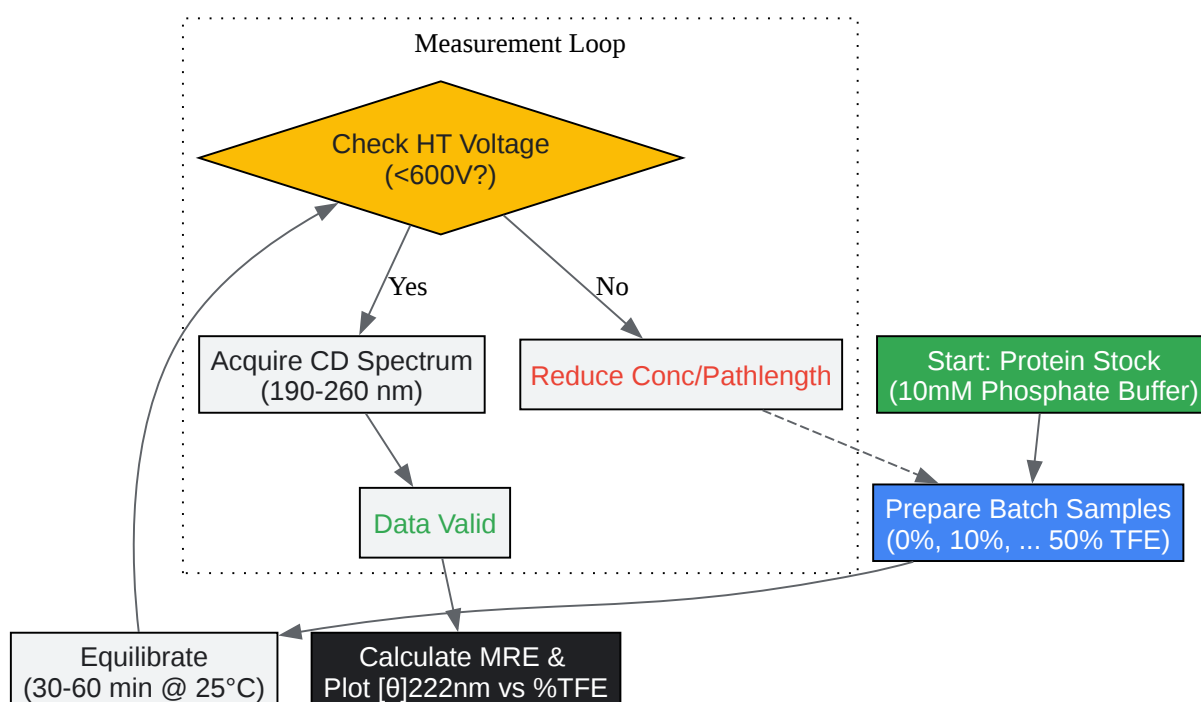 Measurement Loop
Check HT Voltage
(<600V?)
Yes
No
Acquire CD Spectrum
(190-260 nm)
Reduce Conc/Pathlength
Start: Protein Stock
(10mM Phosphate Buffer)
Data Valid
Prepare Batch Samples
(0%, 10%, ... 50% TFE)
Equilibrate
(30-60 min @ 25°C)
Calculate MRE &
Plot [θ]222nm vs %TFE